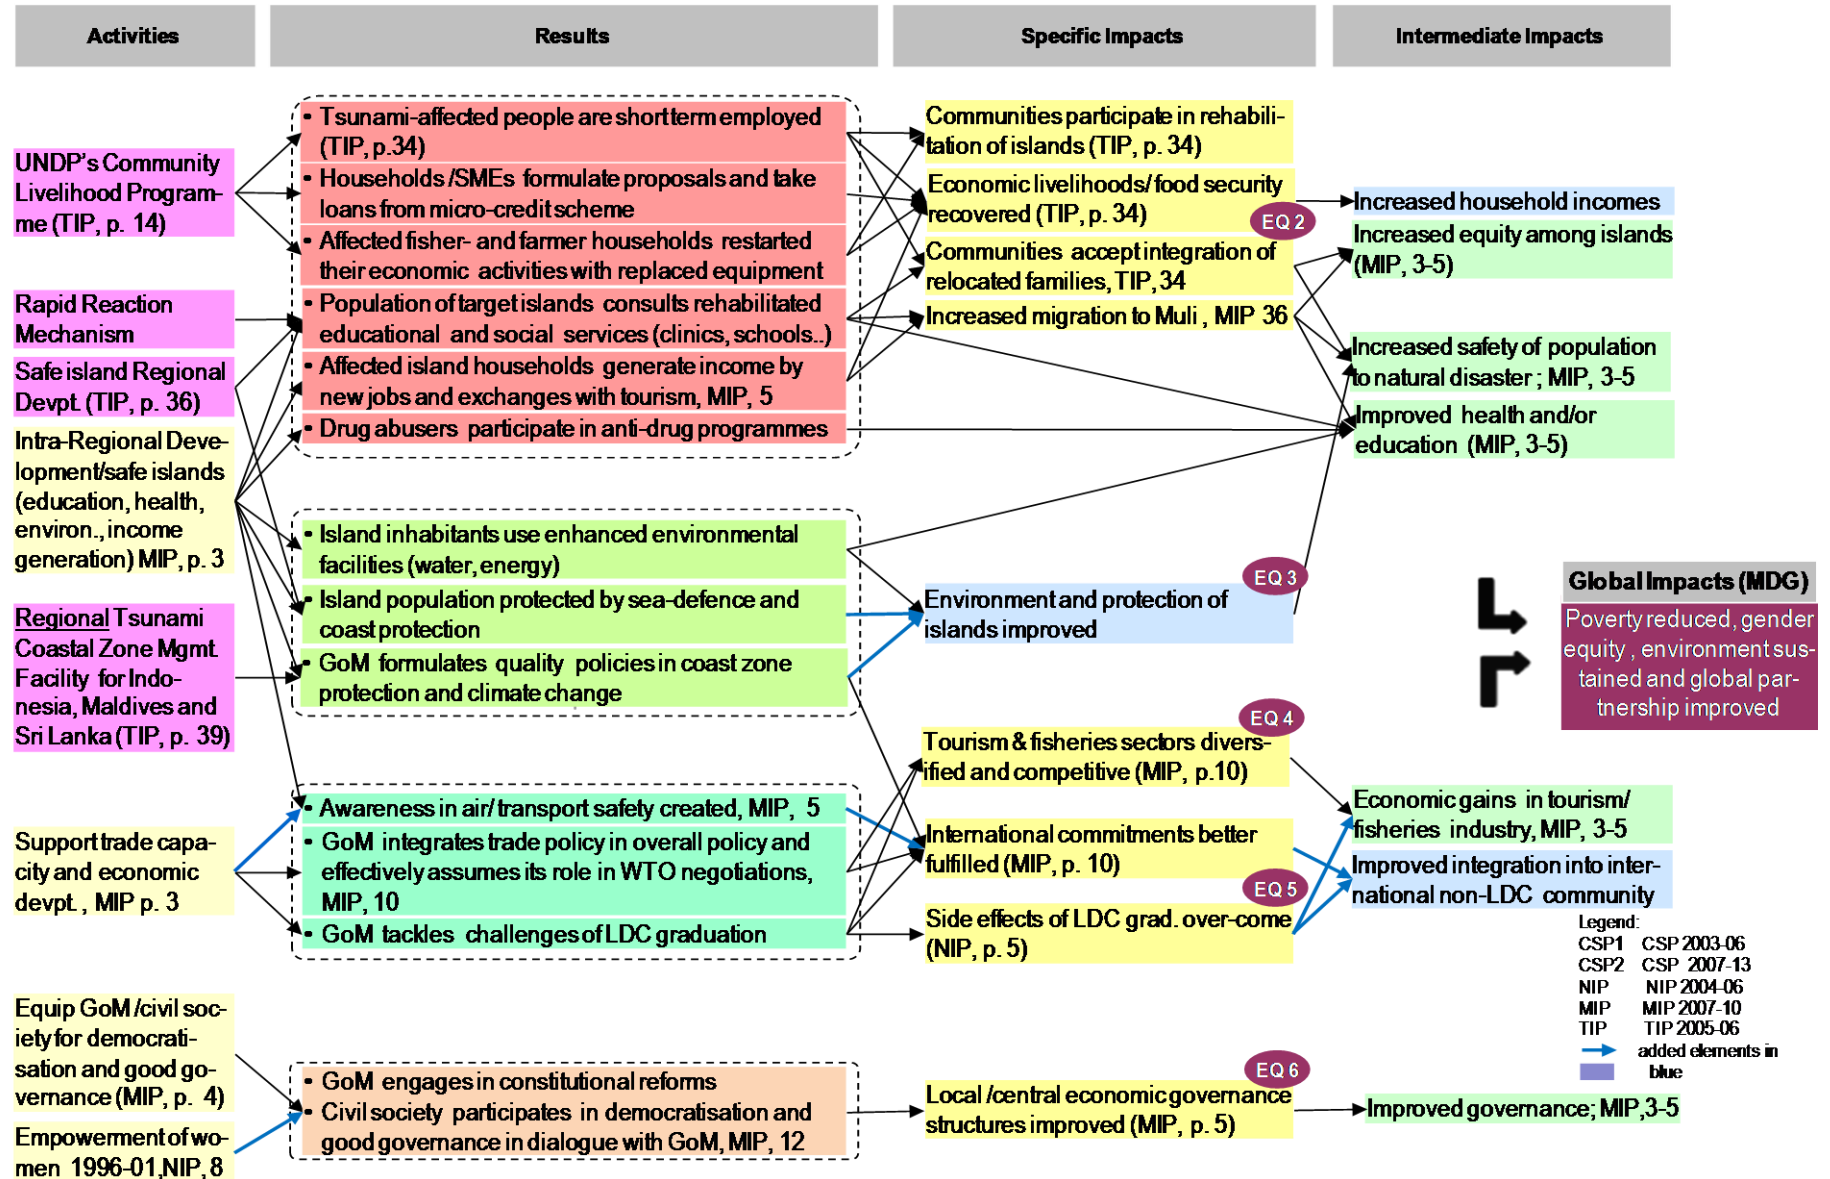 Activities
Results
Specific Impacts
Intermediate Impacts
UNDP's Community
Livelihood Program-
me (TIP, p. 14)
Rapid Reaction
Mechanism
Safe island Regional
Devpt. (TIP, p. 36)
Intra-Regional Deve-
lopment/safe islands
(education, health,
environ., income
generation) MIP, p. 3
Regional Tsunami
Coastal Zone Mgmt.
Facility for Indo-
nesia, Maldives and
Sri Lanka (TIP, p. 39)
Support trade capa-
city and economic
devpt., MIP p. 3
Equip GoM /civil soc-
iety for democrati-
sation and good go-
vernance (MIP, p. 4)
Empowerment of wo-
men 1996-01,NIP, 8
• Tsunami-affected people are short term employed
(TIP, p.34)
• Households /SMEs formulate proposals and take
loans from micro-credit scheme
• Affected fisher- and farmer households restarted
their economic activities with replaced equipment
• Population of target islands consults rehabilitated
educational and social services (clinics, schools..)
• Affected island households generate income by
new jobs and exchanges with tourism, MIP, 5
• Drug abusers participate in anti-drug programmes
• Island inhabitants use enhanced environmental
facilities (water, energy)
• Island population protected by sea-defence and
coast protection
• GoM formulates quality policies in coast zone
protection and climate change
• Awareness in air/ transport safety created, MIP, 5
• GoM integrates trade policy in overall policy and
effectively assumes its role in WTO negotiations,
MIP, 10
• GoM tackles challenges of LDC graduation
• GoM engages in constitutional reforms
• Civil society participates in democratisation and
good governance in dialogue with GoM, MIP, 12
Communities participate in rehabili-
tation of islands (TIP, p. 34)
Economic livelihoods/ food security
recovered (TIP, p. 34)
EQ 2
Communities accept integration of
relocated families, TIP, 34
Increased migration to Muli , MIP 36
EQ 3
Environment and protection of
islands improved
EQ 4
Tourism & fisheries sectors divers-
ified and competitive (MIP, p.10)
International commitments better
fulfilled (MIP, p. 10)
EQ 5
Side effects of LDC grad. over-come
(NIP, p. 5)
EQ 6
Local /central economic governance
structures improved (MIP, p. 5)
Increased household incomes
Increased equity among islands
(MIP, 3-5)
Increased safety of population
to natural disaster ; MIP, 3-5
Improved health and/or
education (MIP, 3-5)
Global Impacts (MDG)
Poverty reduced, gender
equity , environment sus-
tained and global par-
tnership improved
Economic gains in tourism/
fisheries industry, MIP, 3-5
Improved integration into inter-
national non-LDC community
Legend:
CSP1 CSP 2003-06
CSP2 CSP 2007-13
NIP NIP 2004-06
MIP MIP 2007-10
TIP TIP 2005-06
added elements in
blue
Improved governance; MIP,3-5